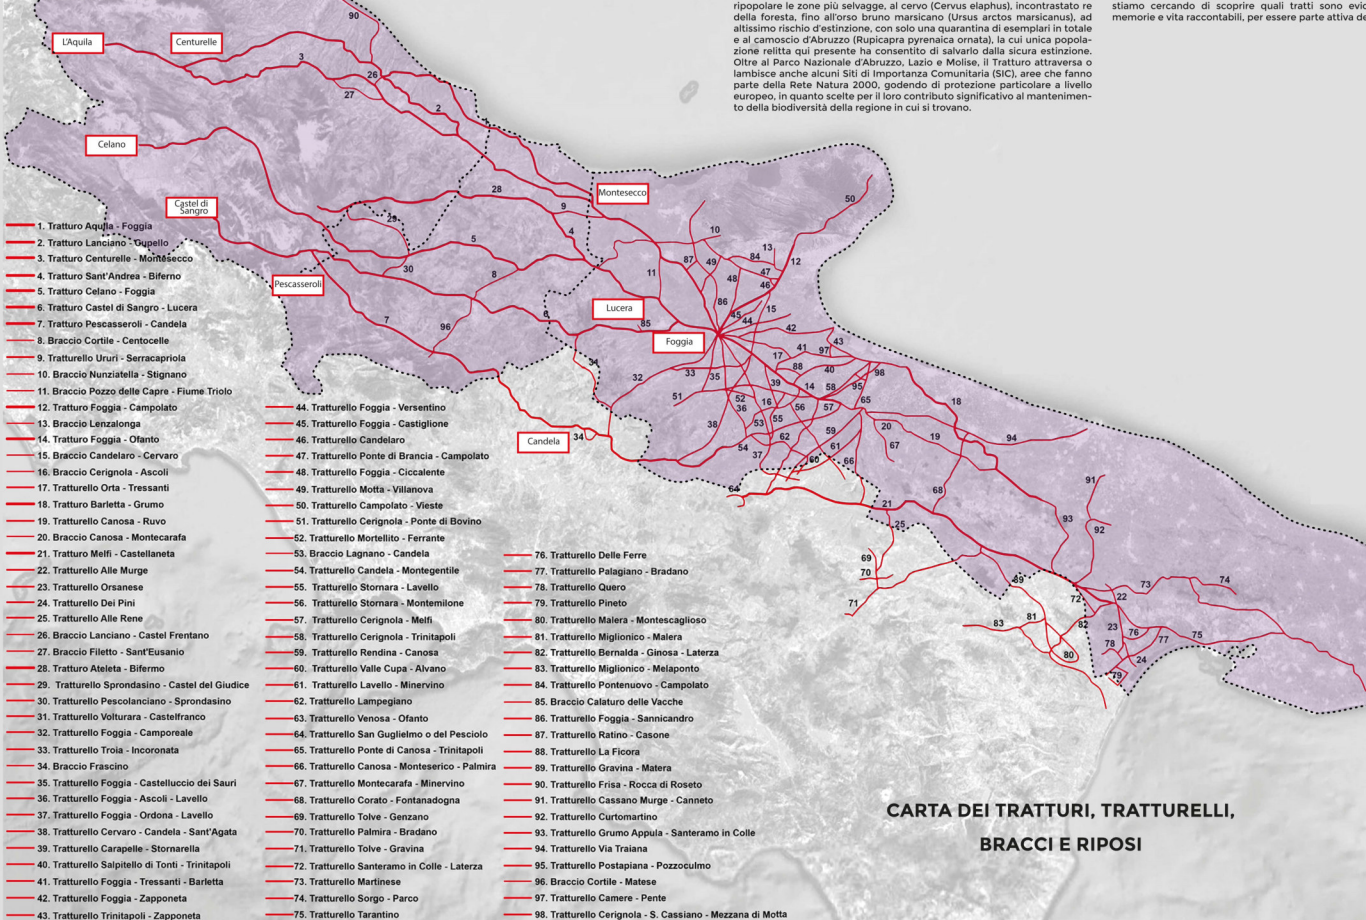 ripopolare le zone più selvagge, al cervo (Cervus elaphus), incontrastato re
della foresta, fino all'orso bruno marsicano (Ursus arctos marsicanus), ad
altissimo rischio d'estinzione, con solo una quarantina di esemplari in totale
e al camoscio d'Abruzzo (Rupicapra pyrenaica ornata), la cui unica popola-
zione relitta qui presente ha consentito di salvarlo dalla sicura estinzione.
Oltre al Parco Nazionale d'Abruzzo, Lazio e Molise, il Tratturo attraversa o
lambisce anche alcuni Siti di Importanza Comunitaria (SIC), aree che fanno
parte della Rete Natura 2000, godendo di protezione particolare a livello
europeo, in quanto scelte per il loro contributo significativo al mantenimen-
to della biodiversità della regione in cui si trovano.
stiamo cercando di scoprire quali tratti sono
memorie e vita raccontabili, per essere parte attiva
L'Aquila
Centurelle
Celano
Castel di
Sangro
Pescasseroli
Montesecco
Lucera
Foggia
Candela
1. Tratturo Aquila - Foggia
2. Tratturo Lanciano - Cupello
3. Tratturo Centurelle - Montesecco
4. Tratturo Sant'Andrea - Biferno
5. Tratturo Celano - Foggia
6. Tratturo Castel di Sangro - Lucera
7. Tratturo Pescasseroli - Candela
8. Braccio Cortile - Centocelle
9. Tratturello Ururi - Serracapriola
10. Braccio Nunziatella - Stignano
11. Braccio Pozzo delle Capre - Fiume Triolo
12. Tratturo Foggia - Campolato
13. Braccio Lenzalonga
14. Tratturo Foggia - Ofanto
15. Braccio Candelaro - Cervaro
16. Braccio Cerignola - Ascoli
17. Tratturello Orta - Tressanti
18. Tratturo Barletta - Grumo
19. Tratturello Canosa - Ruvo
20. Braccio Canosa - Montecarafa
21. Tratturo Melfi - Castellaneta
22. Tratturello Alle Murge
23. Tratturello Orsanese
24. Tratturello Dei Pini
25. Tratturello Alle Rene
26. Braccio Lanciano - Castel Frentano
27. Braccio Filetto - Sant'Eusanio
28. Tratturo Ateleta - Bifermo
29. Tratturello Sprondasino - Castel del Giudice
30. Tratturello Pescolanciano - Sprondasino
31. Tratturello Volturara - Castelfranco
32. Tratturello Foggia - Camporeale
33. Tratturello Troia - Incoronata
34. Braccio Frascino
35. Tratturello Foggia - Castelluccio dei Sauri
36. Tratturello Foggia - Ascoli - Lavello
37. Tratturello Foggia - Ordona - Lavello
38. Tratturello Cervaro - Candela - Sant'Agata
39. Tratturello Carapelle - Stornarella
40. Tratturello Salpitello di Tonti - Trinitapoli
41. Tratturello Foggia - Tressanti - Barletta
42. Tratturello Foggia - Zapponeta
43. Tratturello Trinitapoli - Zapponeta
44. Tratturello Foggia - Versentino
45. Tratturello Foggia - Castiglione
46. Tratturello Candelaro
47. Tratturello Ponte di Brancia - Campolato
48. Tratturello Foggia - Ciccalente
49. Tratturello Motta - Villanova
50. Tratturello Campolato - Vieste
51. Tratturello Cerignola - Ponte di Bovino
52. Tratturello Mortellito - Ferrante
53. Braccio Lagnano - Candela
54. Tratturello Candela - Montegentile
55. Tratturello Stornara - Lavello
56. Tratturello Stornara - Montemilone
57. Tratturello Cerignola - Melfi
58. Tratturello Cerignola - Trinitapoli
59. Tratturello Rendina - Canosa
60. Tratturello Valle Cupa - Alvano
61. Tratturello Lavello - Minervino
62. Tratturello Lampegiano
63. Tratturello Venosa - Ofanto
64. Tratturello San Guglielmo o del Pesciolo
65. Tratturello Ponte di Canosa - Trinitapoli
66. Tratturello Canosa - Monteserico - Palmira
67. Tratturello Montecarafa - Minervino
68. Tratturello Corato - Fontanadogna
69. Tratturello Tolve - Genzano
70. Tratturello Palmira - Bradano
71. Tratturello Tolve - Gravina
72. Tratturello Santeramo in Colle - Laterza
73. Tratturello Martinese
74. Tratturello Sorgo - Parco
75. Tratturello Tarantino
76. Tratturello Delle Ferre
77. Tratturello Palagiano - Bradano
78. Tratturello Quero
79. Tratturello Pineto
80. Tratturello Malera - Montescaglioso
81. Tratturello Miglionico - Malera
82. Tratturello Bernalda - Ginosa - Laterza
83. Tratturello Miglionico - Melaponto
84. Tratturello Pontenuovo - Campolato
85. Braccio Calaturo delle Vacche
86. Tratturello Foggia - Sannicandro
87. Tratturello Ratino - Casone
88. Tratturello La Ficora
89. Tratturello Gravina - Matera
90. Tratturello Frisa - Rocca di Roseto
91. Tratturello Cassano Murge - Canneto
92. Tratturello Curtomartino
93. Tratturello Grumo Appula - Santeramo in Colle
94. Tratturello Via Traiana
95. Tratturello Postapiana - Pozzoculmo
96. Braccio Cortile - Matese
97. Tratturello Camere - Pente
98. Tratturello Cerignola - S. Cassiano - Mezzana di Motta
CARTA DEI TRATTURI, TRATTURELLI,
BRACCI E RIPOSI